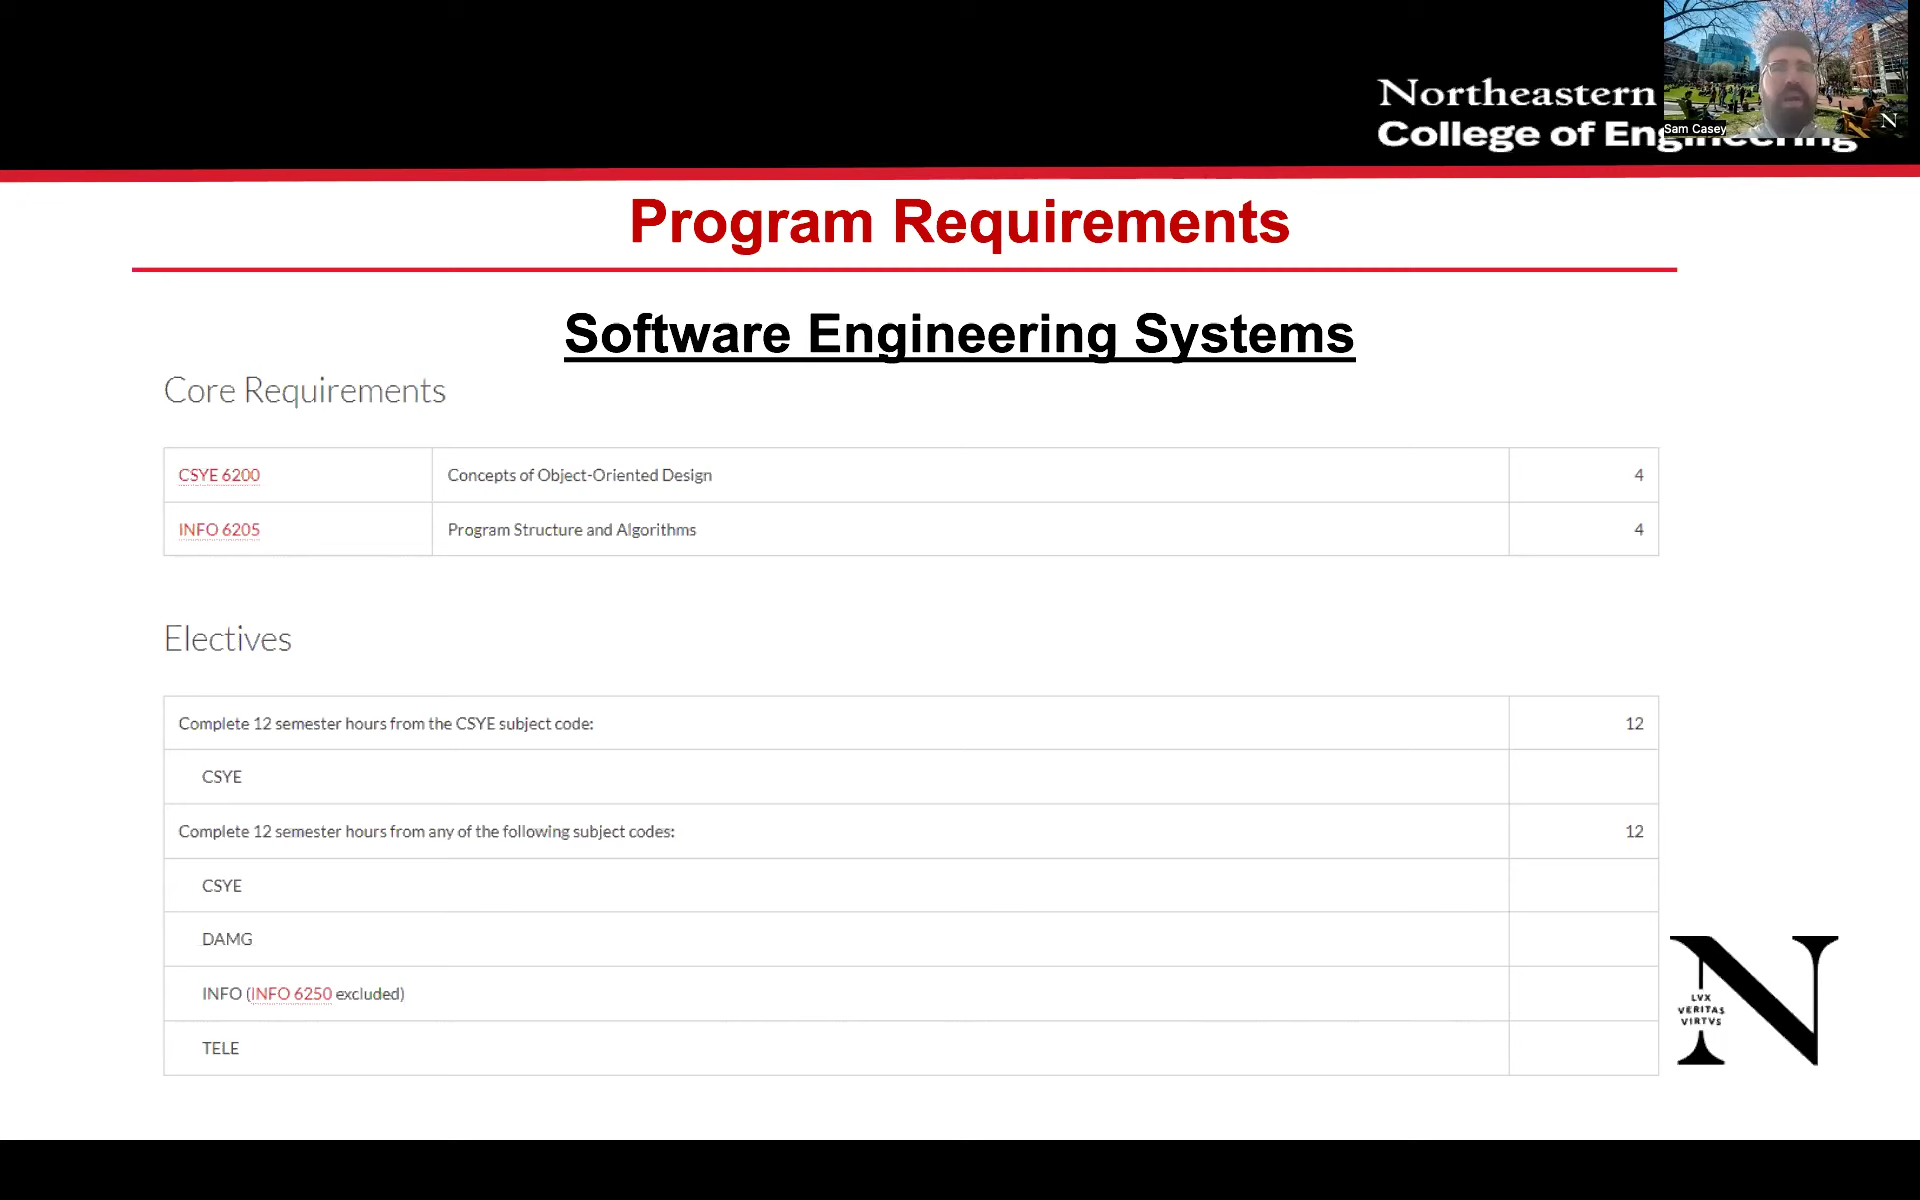 Northeastern
College of Engineering
Sam Casey
N
Program Requirements
Software Engineering Systems
Core Requirements
CSYE 6200 Concepts of Object-Oriented Design 4
INFO 6205 Program Structure and Algorithms 4
Electives
Complete 12 semester hours from the CSYE subject code: 12
CSYE
Complete 12 semester hours from any of the following subject codes: 12
CSYE
DAMG
INFO (INFO 6250 excluded)
TELE
N
LVX
VERITAS
VIRTVS